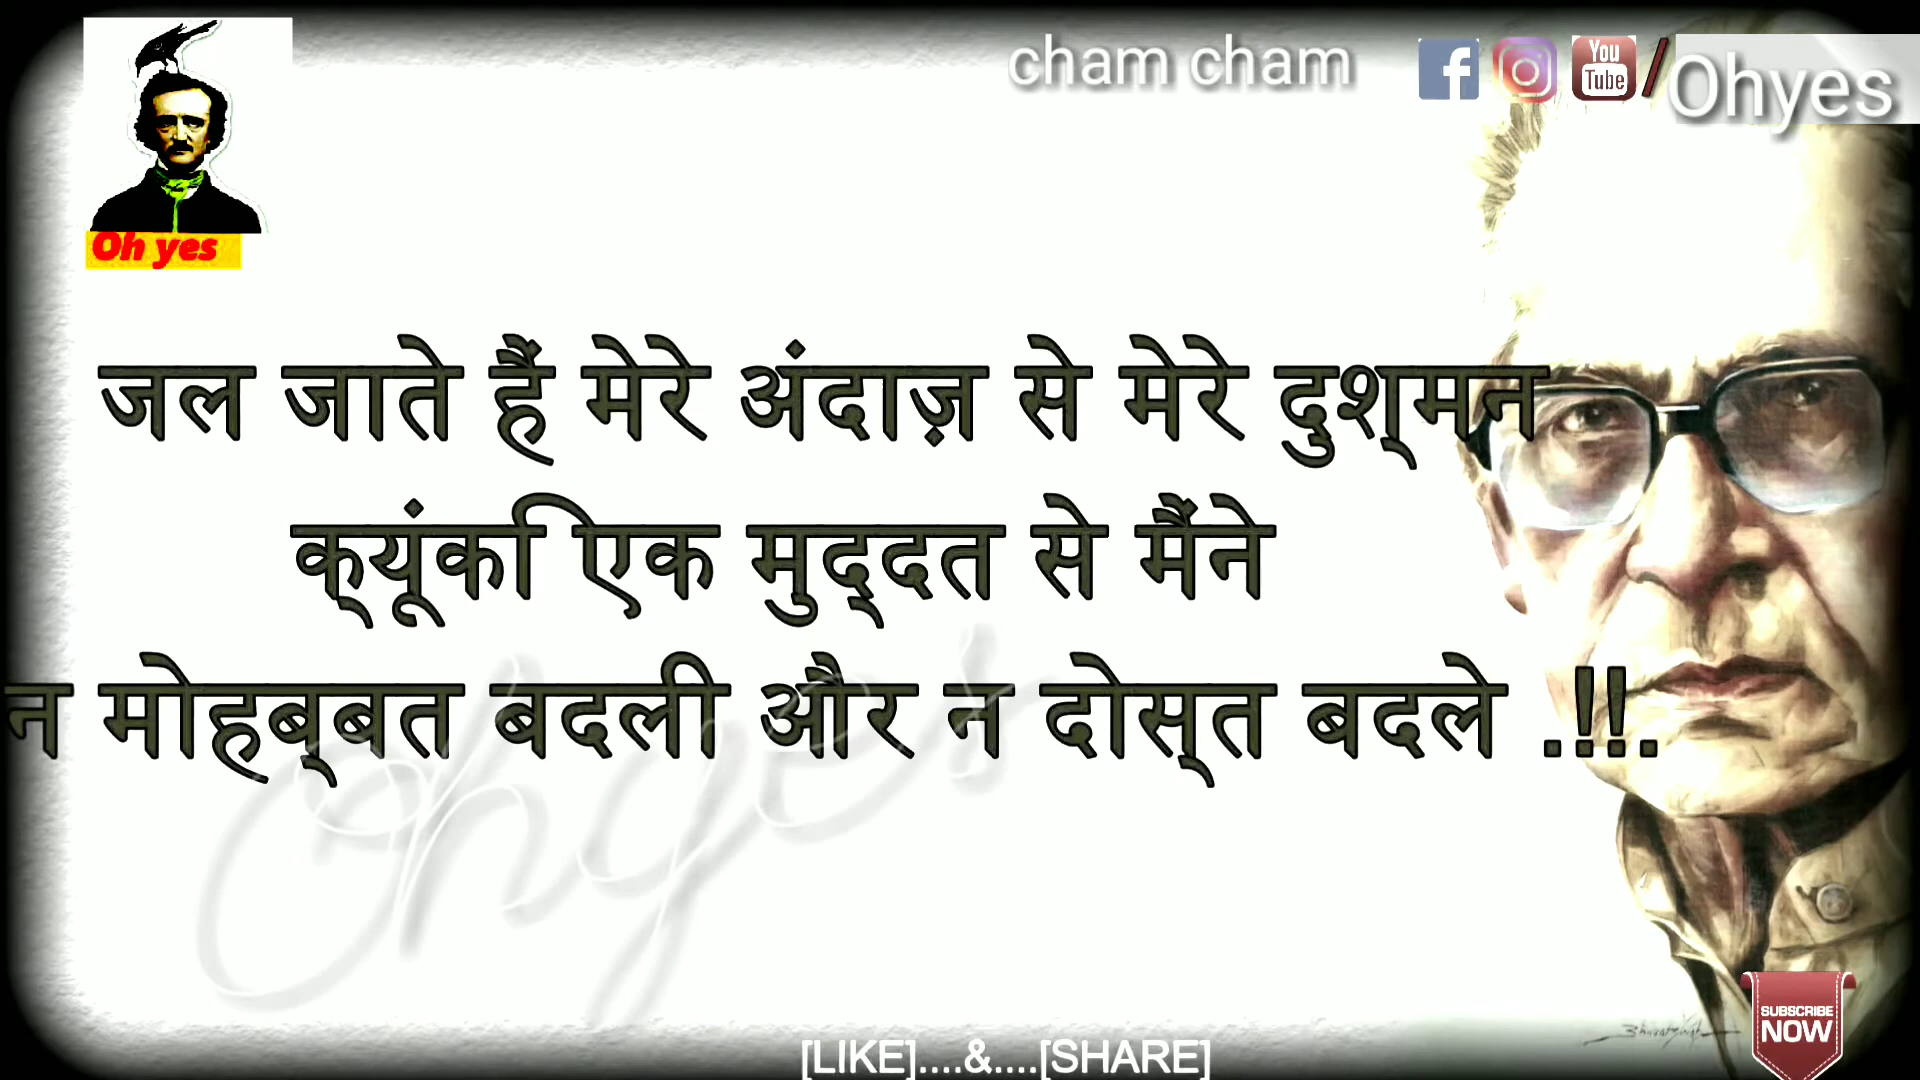 cham cham
You
Tube
/
Ohyes
Oh yes
जल जाते हैं मेरे अंदाज़ से मेरे दुश्मन
क्यूंकि एक मुद्दत से मैंने
न मोहब्बत बदली और न दोस्त बदले .!!.
Ohyes
SUBSCRIBE
NOW
[LIKE]....&....[SHARE]